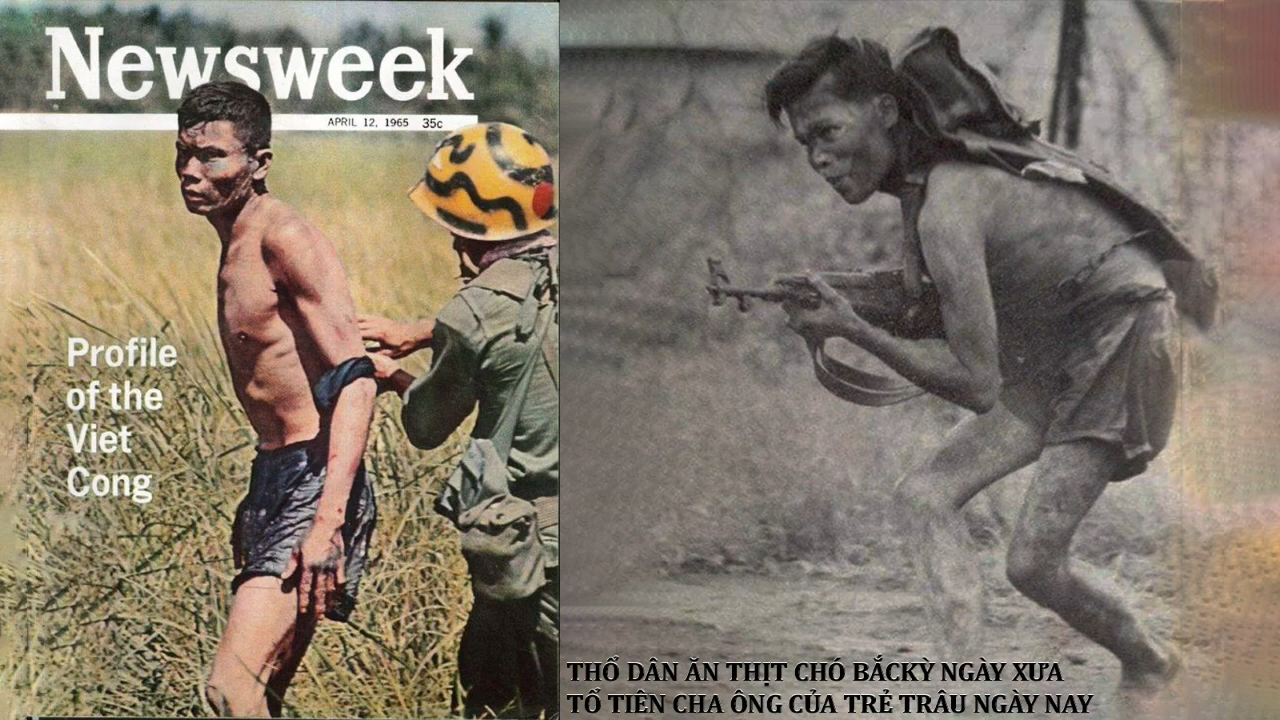 Newsweek
APRIL 12, 1965 35c
Profile
of the
Viet
Cong
THỔ DÂN ĂN THỊT CHÓ BẮCKỲ NGÀY XƯA
TỔ TIÊN CHA ÔNG CỦA TRẺ TRÂU NGÀY NAY